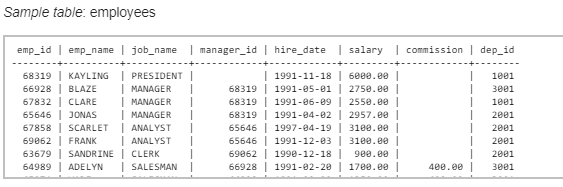 Sample table: employees
emp_id | emp_name | job_name | manager_id | hire_date | salary | commission | dep_id
68319 | KAYLING | PRESIDENT | | 1991-11-18 | 6000.00 | | 1001
66928 | BLAZE | MANAGER | 68319 | 1991-05-01 | 2750.00 | | 3001
67832 | CLARE | MANAGER | 68319 | 1991-06-09 | 2550.00 | | 1001
65646 | JONAS | MANAGER | 68319 | 1991-04-02 | 2957.00 | | 2001
67858 | SCARLET | ANALYST | 65646 | 1997-04-19 | 3100.00 | | 2001
69062 | FRANK | ANALYST | 65646 | 1991-12-03 | 3100.00 | | 2001
63679 | SANDRINE | CLERK | 69062 | 1990-12-18 | 900.00 | | 2001
64989 | ADELYN | SALESMAN | 66928 | 1991-02-20 | 1700.00 | 400.00 | 3001